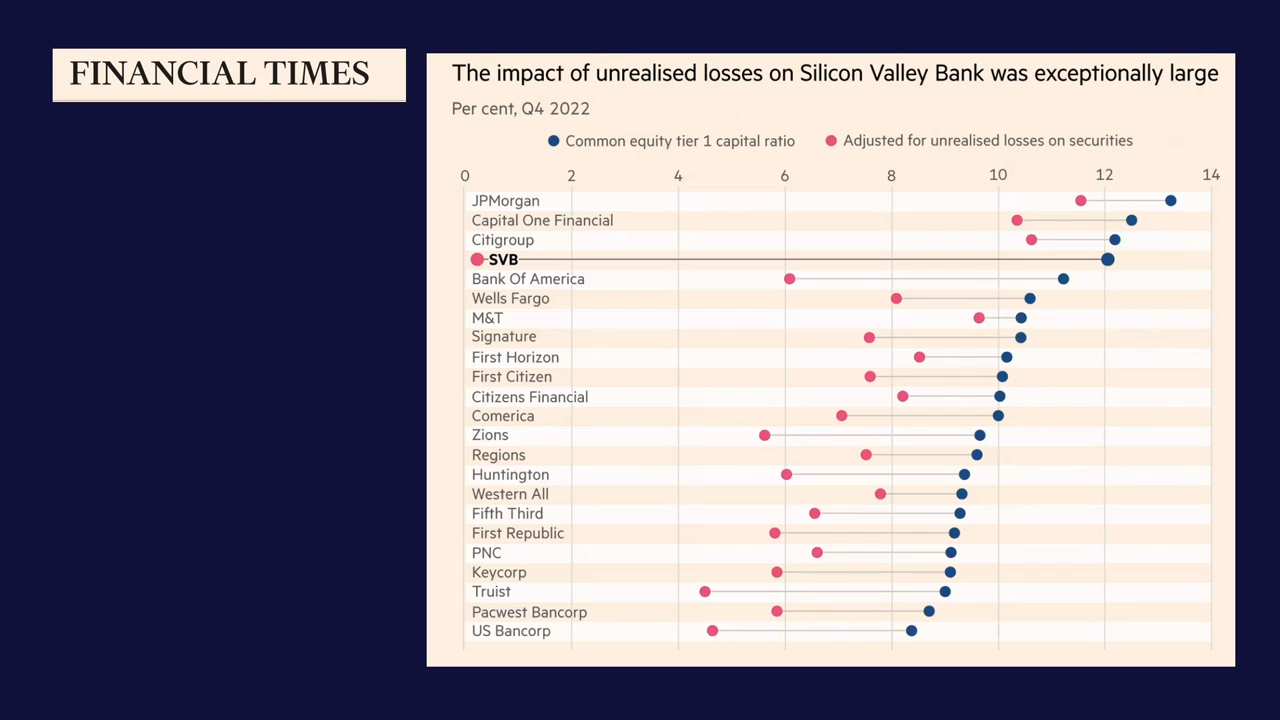 FINANCIAL TIMES
The impact of unrealised losses on Silicon Valley Bank was exceptionally large
Per cent, Q4 2022
Common equity tier 1 capital ratio
Adjusted for unrealised losses on securities
0 2 4 6 8 10 12 14
JPMorgan
Capital One Financial
Citigroup
SVB
Bank Of America
Wells Fargo
M&T
Signature
First Horizon
First Citizen
Citizens Financial
Comerica
Zions
Regions
Huntington
Western All
Fifth Third
First Republic
PNC
Keycorp
Truist
Pacwest Bancorp
US Bancorp